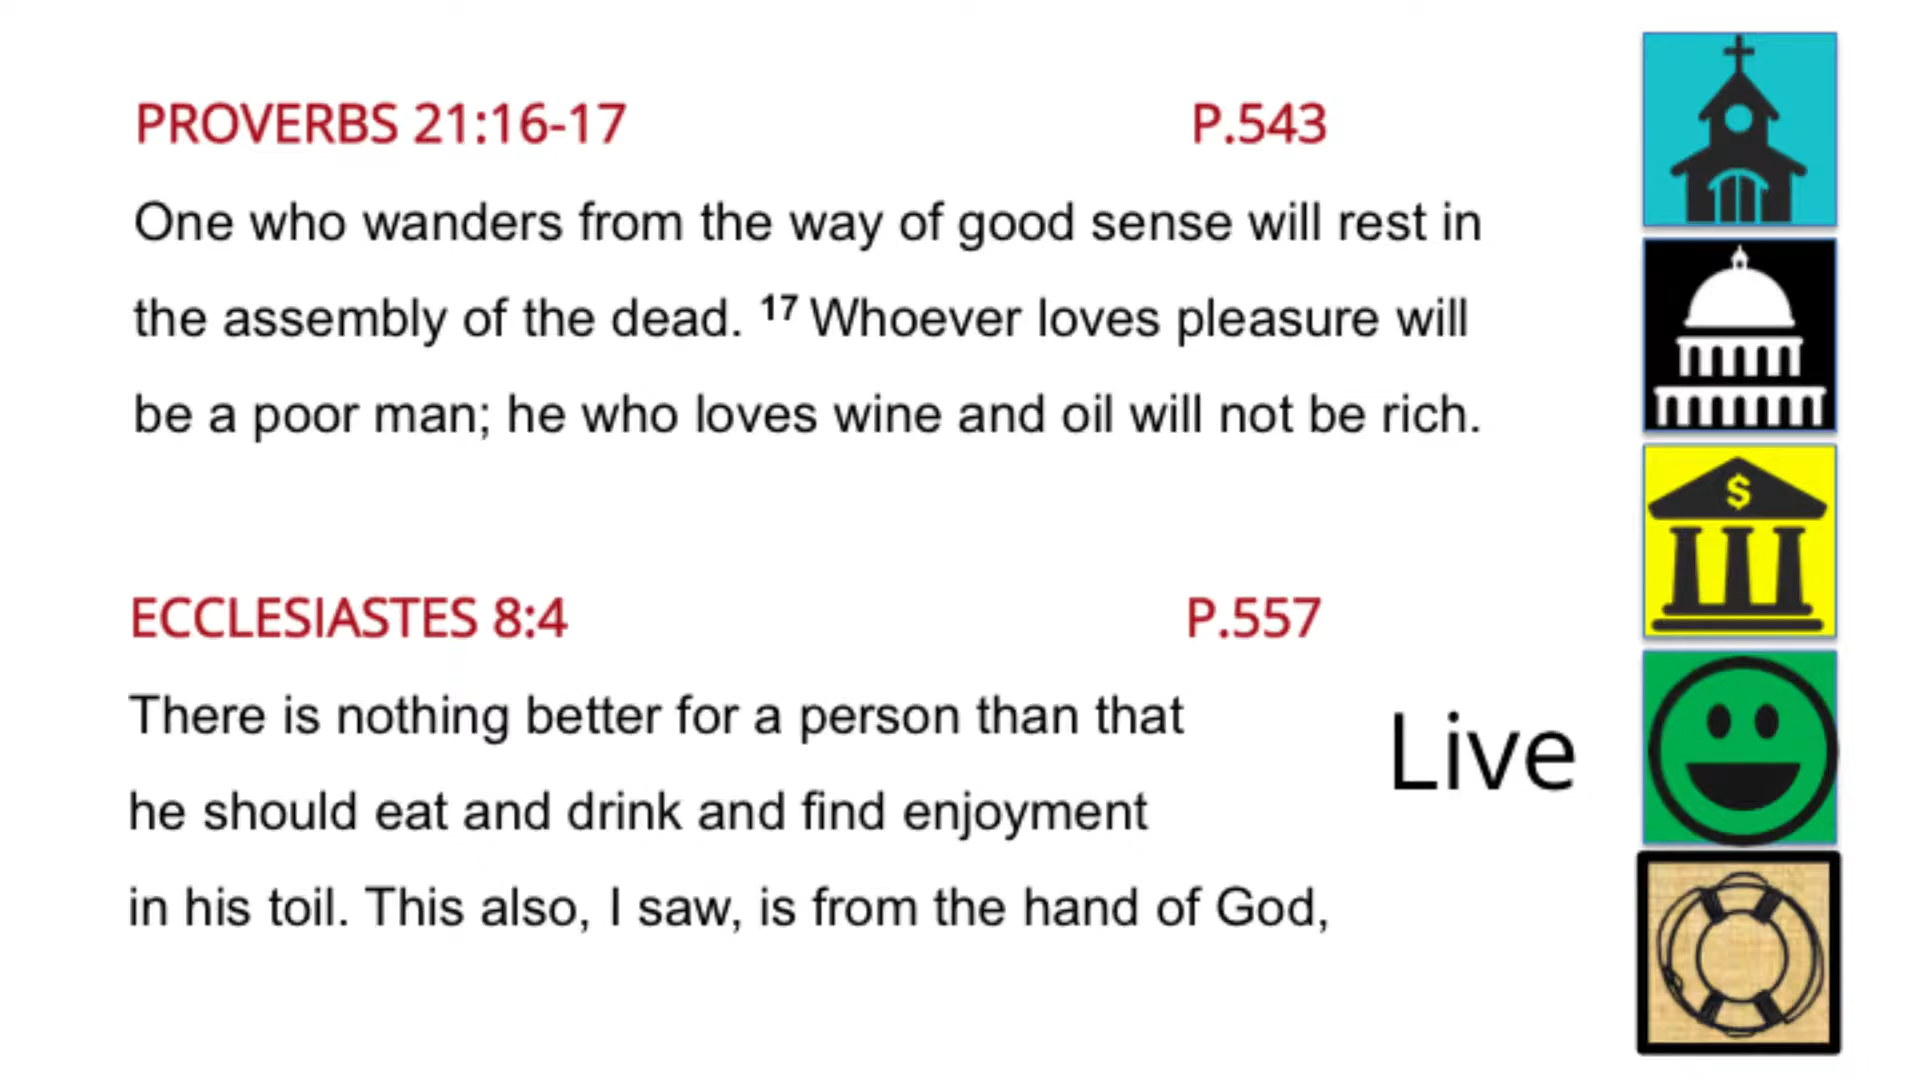 PROVERBS 21:16-17 P.543
One who wanders from the way of good sense will rest in
the assembly of the dead. 17 Whoever loves pleasure will
be a poor man; he who loves wine and oil will not be rich.
$
ECCLESIASTES 8:4 P.557
There is nothing better for a person than that
he should eat and drink and find enjoyment
in his toil. This also, I saw, is from the hand of God,
Live